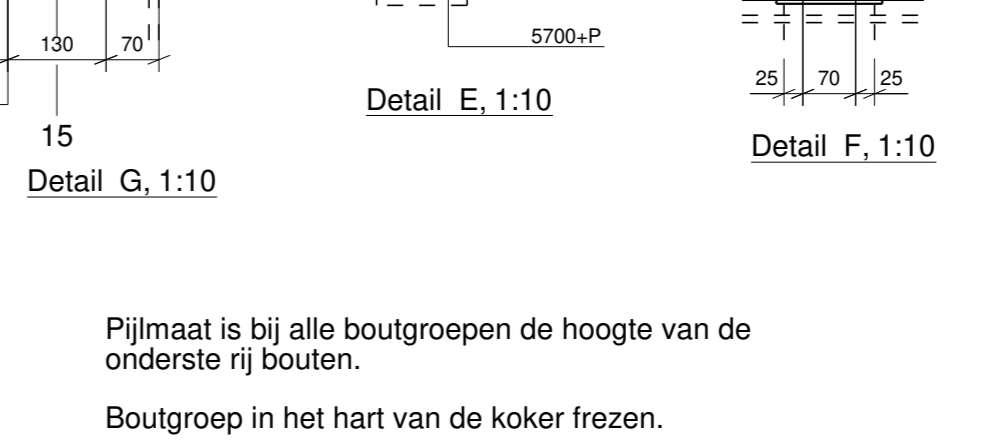 5700+P
130 70
25 70 25
Detail E, 1:10
15
Detail F, 1:10
Detail G, 1:10
Pijlmaat is bij alle boutgroepen de hoogte van de
onderste rij bouten.
Boutgroep in het hart van de koker frezen.